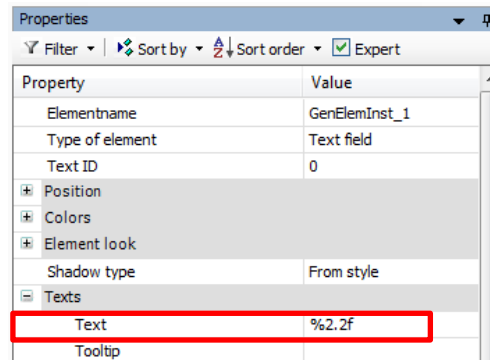 Properties
Filter Sort by Sort order Expert
Property Value
Elementname GenElemInst_1
Type of element Text field
Text ID 0
Position
Colors
Element look
Shadow type From style
Texts
Text %2.2f
Tooltip